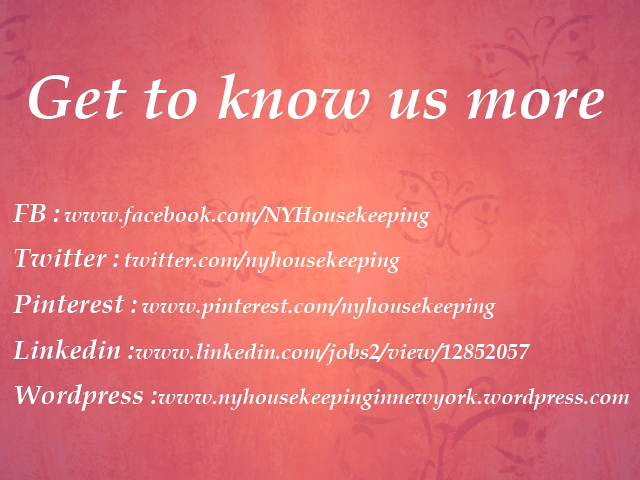 Get to know us more
FB : www.facebook.com/NYHousekeeping
Twitter : twitter.com/nyhousekeeping
Pinterest : www.pinterest.com/nyhousekeeping
Linkedin :www.linkedin.com/jobs2/view/12852057
Wordpress :www.nyhousekeepinginnewyork.wordpress.com